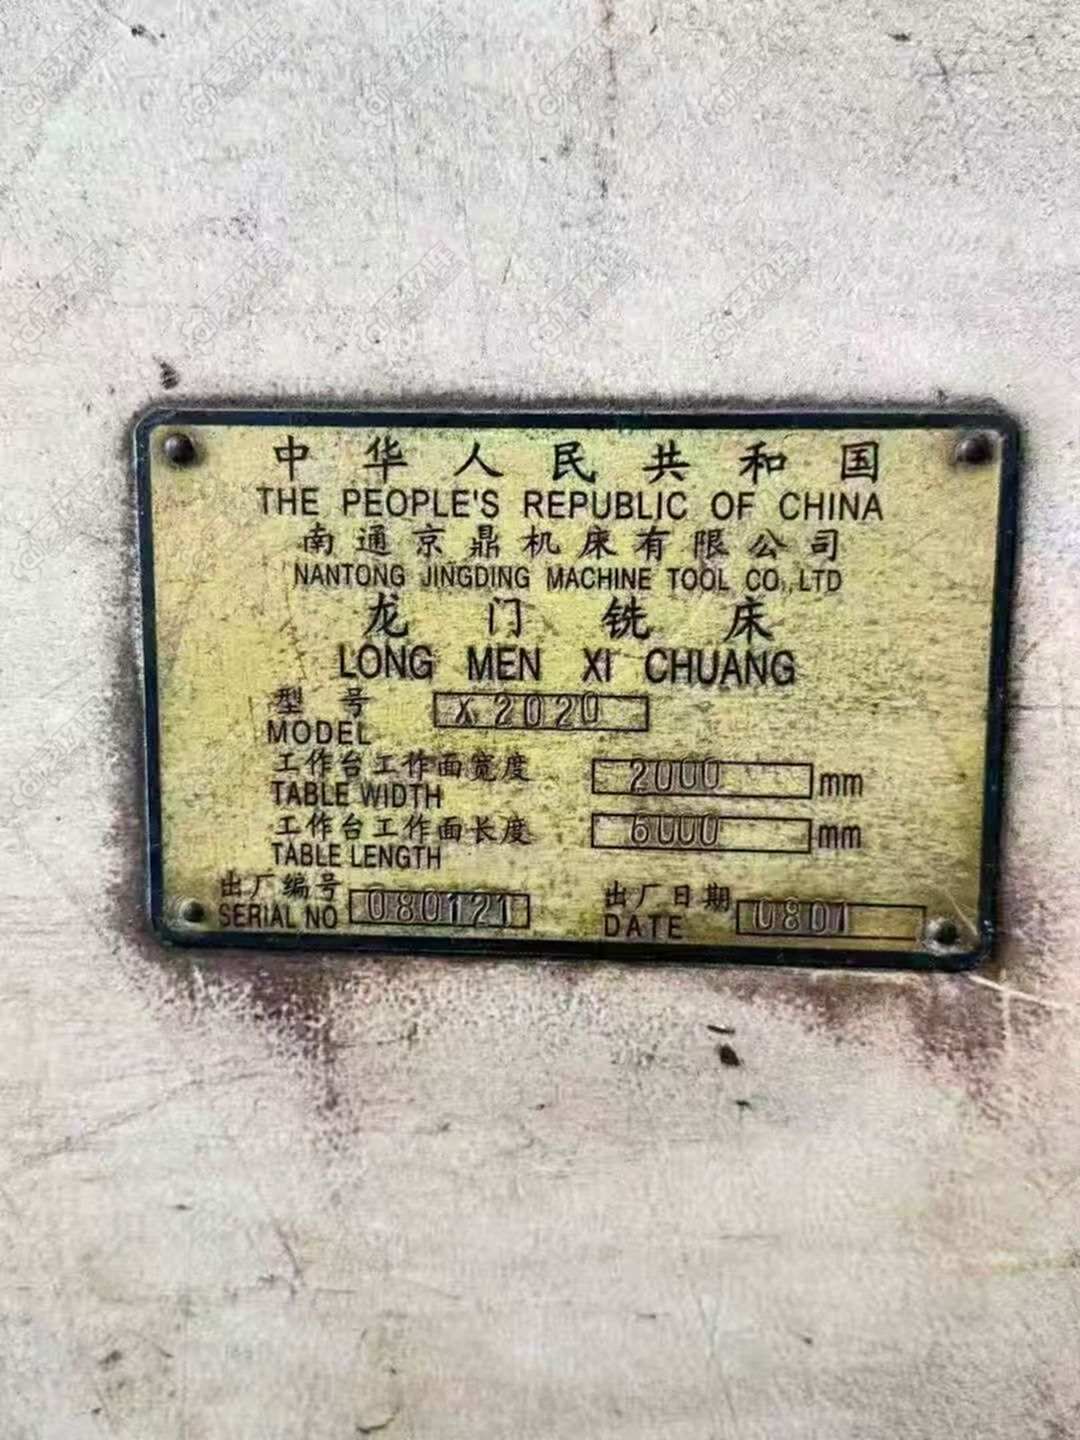 中华人民共和国
THE PEOPLE'S REPUBLIC OF CHINA
南通京鼎机床有限公司
NANTONG JINGDING MACHINE TOOL CO.,LTD
龙门铣床
LONG MEN XI CHUANG
型号
MODEL X2020
工作台工作面宽度
TABLE WIDTH 2000 mm
工作台工作面长度
TABLE LENGTH 6000 mm
出厂编号 出厂日期
SERIAL NO 080121 DATE 0801